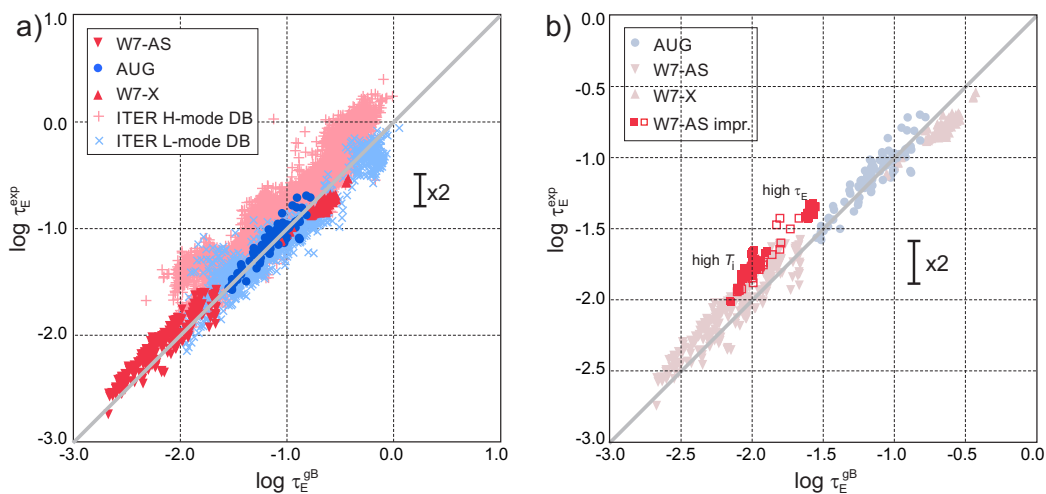 a)
1.0
0.0
-1.0
-2.0
-3.0
log τ_E^exp
W7-AS
AUG
W7-X
ITER H-mode DB
ITER L-mode DB
x2
-3.0 -2.0 -1.0 0.0 1.0
log τ_E^gB
b)
0.0
-0.5
-1.0
-1.5
-2.0
-2.5
-3.0
log τ_E^exp
AUG
W7-AS
W7-X
W7-AS impr.
high τ_E
high T_i
x2
-3.0 -2.5 -2.0 -1.5 -1.0 -0.5 0.0
log τ_E^gB